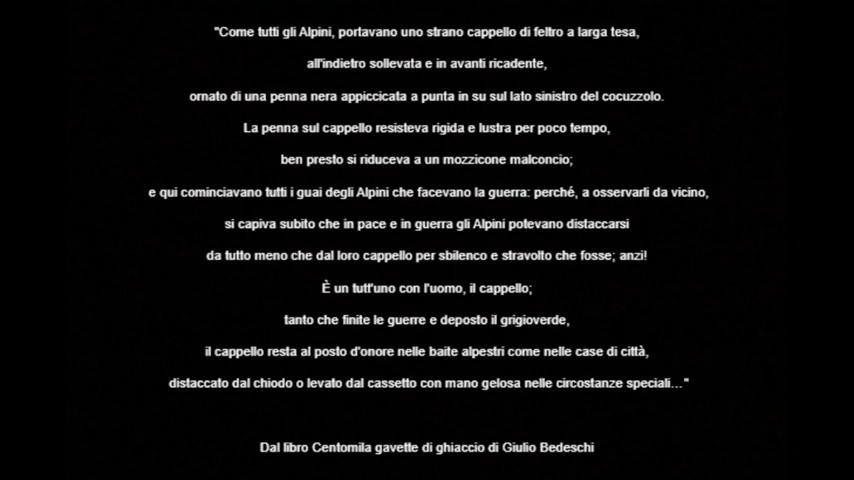 "Come tutti gli Alpini, portavano uno strano cappello di feltro a larga tesa,
all'indietro sollevata e in avanti ricadente,
ornato di una penna nera appiccicata a punta in su sul lato sinistro del cocuzzolo.
La penna sul cappello resisteva rigida e lustra per poco tempo,
ben presto si riduceva a un mozzicone malconcio;
e qui cominciavano tutti i guai degli Alpini che facevano la guerra: perché, a osservarli da vicino,
si capiva subito che in pace e in guerra gli Alpini potevano distaccarsi
da tutto meno che dal loro cappello per sbilenco e stravolto che fosse; anzi!
È un tutt'uno con l'uomo, il cappello;
tanto che finite le guerre e deposto il grigioverde,
il cappello resta al posto d'onore nelle baite alpestri come nelle case di città,
distaccato dal chiodo o levato dal cassetto con mano gelosa nelle circostanze speciali..."
Dal libro Centomila gavette di ghiaccio di Giulio Bedeschi